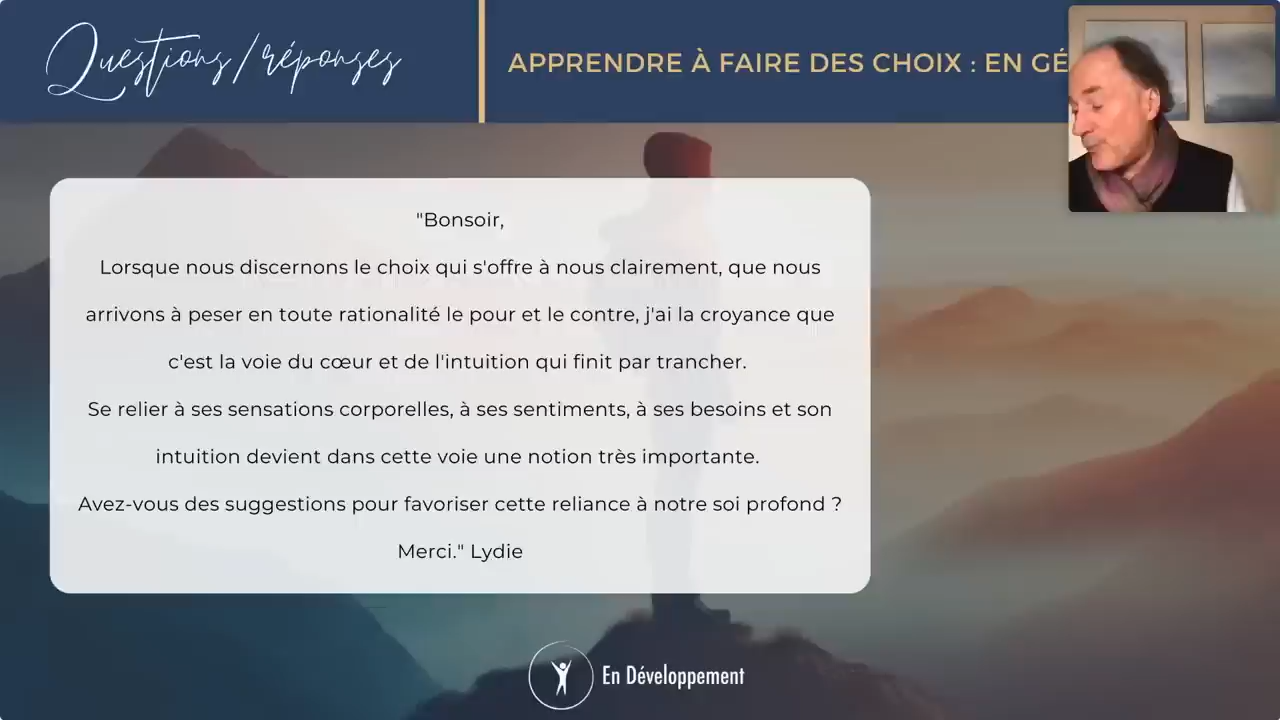 Questions/réponses
APPRENDRE À FAIRE DES CHOIX : EN GÉ
"Bonsoir,
Lorsque nous discernons le choix qui s'offre à nous clairement, que nous
arrivons à peser en toute rationalité le pour et le contre, j'ai la croyance que
c'est la voie du cœur et de l'intuition qui finit par trancher.
Se relier à ses sensations corporelles, à ses sentiments, à ses besoins et son
intuition devient dans cette voie une notion très importante.
Avez-vous des suggestions pour favoriser cette reliance à notre soi profond ?
Merci." Lydie
En Développement